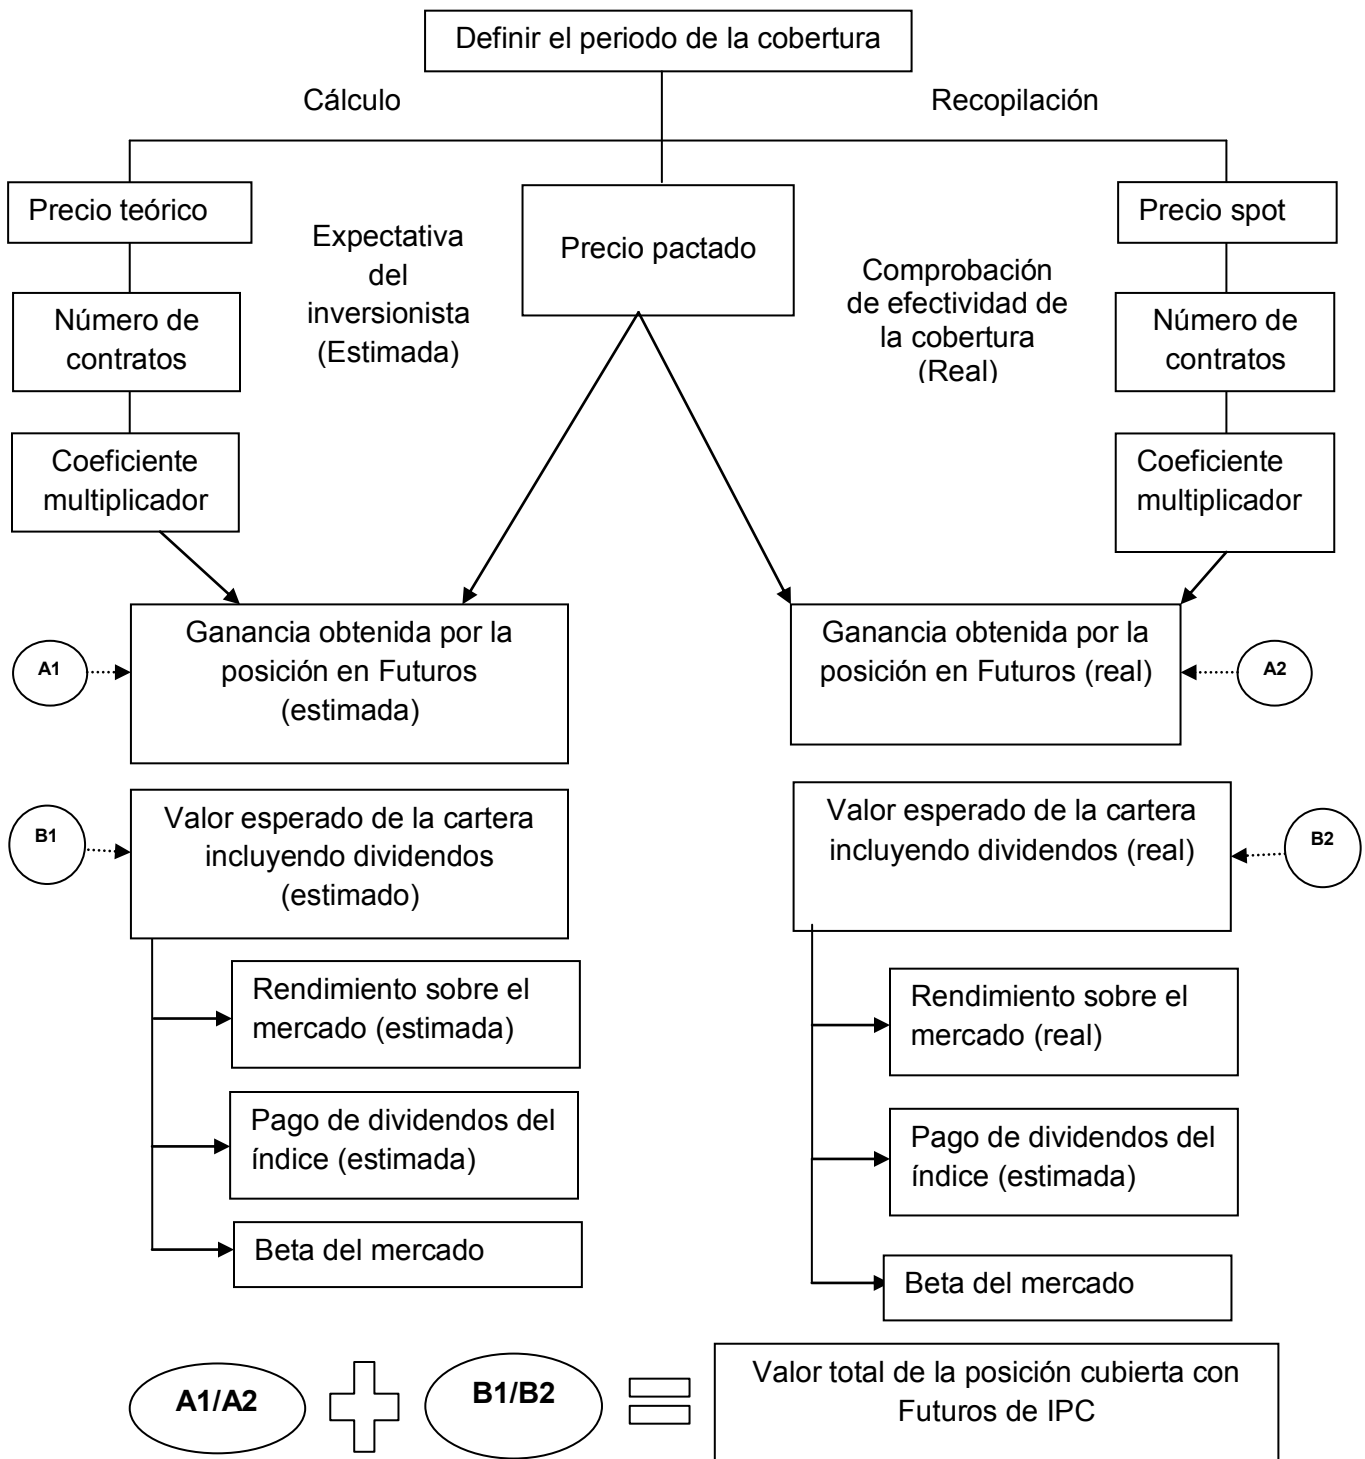 Definir el periodo de la cobertura
Cálculo
Recopilación
Precio teórico
Expectativa
del
inversionista
(Estimada)
Precio pactado
Precio spot
Comprobación
de efectividad de
la cobertura
(Real)
Número de
contratos
Número de
contratos
Coeficiente
multiplicador
Coeficiente
multiplicador
A1
Ganancia obtenida por la
posición en Futuros
(estimada)
Ganancia obtenida por la
posición en Futuros (real)
A2
B1
Valor esperado de la cartera
incluyendo dividendos
(estimado)
Valor esperado de la cartera
incluyendo dividendos (real)
B2
Rendimiento sobre el
mercado (estimada)
Rendimiento sobre el
mercado (real)
Pago de dividendos del
índice (estimada)
Pago de dividendos del
índice (estimada)
Beta del mercado
Beta del mercado
A1/A2
B1/B2
Valor total de la posición cubierta con
Futuros de IPC